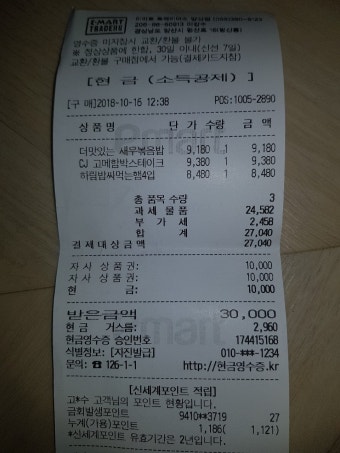 E-MART
TRADERS
영수증 미지참시 교환/환불 불가
정상상품에 한함, 30일 이내(신선 7일)
교환/환불 구매점에서 가능(결제카드지참)
[현 금 (소득공제)]
[구 매]2018-10-16 12:38 POS:1005-2890
상 품 명 단 가 수량 금 액
더맛있는 새우볶음밥 9,180 1 9,180
CJ 고메함박스테이크 9,380 1 9,380
하림밥싸먹는햄4입 8,480 1 8,480
총 품목 수량 3
과 세 물 품 24,582
부 가 세 2,458
합 계 27,040
결 제 대 상 금 액 27,040
자 사 상 품 권: 10,000
자 사 상 품 권: 10,000
현 금: 10,000
받은금액 30,000
현금 거스름: 2,960
현금영수증 승인번호 174415168
식별정보: [자진발급] 010-***-1234
문의: ☎ 126-1-1 http://현금영수증.kr
[신세계포인트 적립]
고*수 고객님의 포인트 현황입니다.
금회발생포인트 9410**3719 27
누계(가용)포인트 1,186( 1,121)
*신세계포인트 유효기간은 2년입니다.